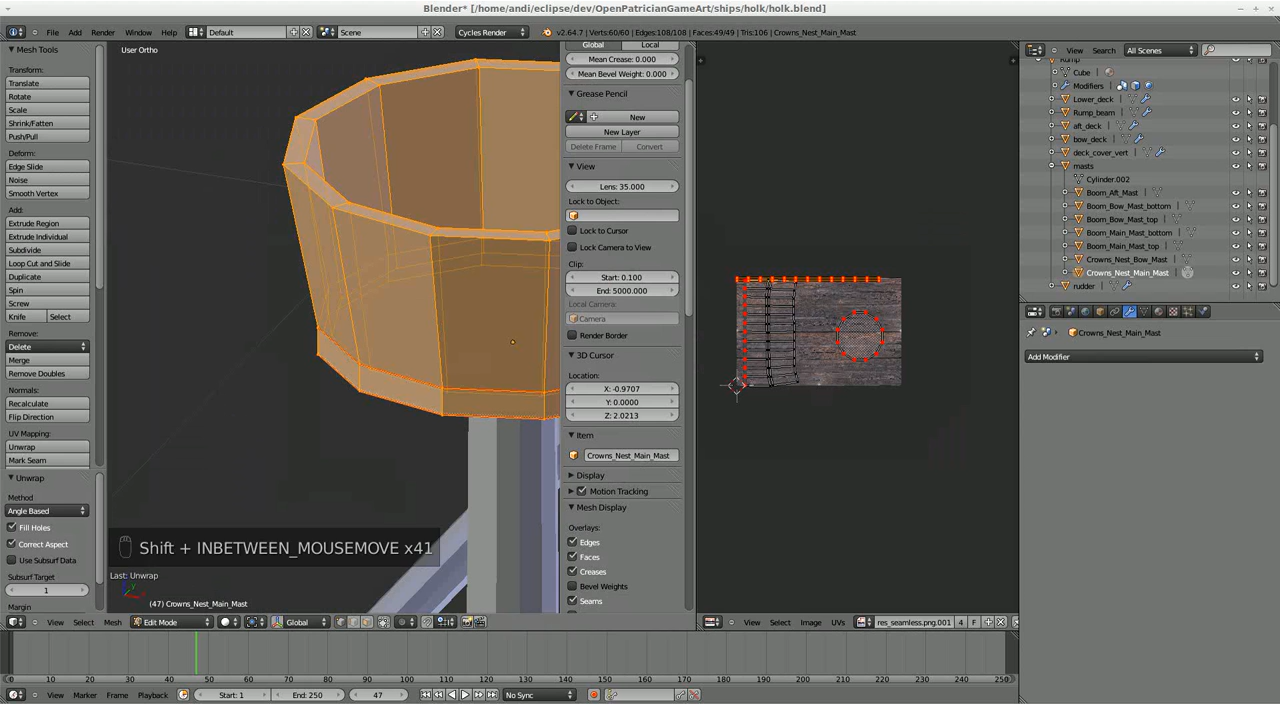 Blender* [/home/andi/eclipse/dev/OpenPatricianGameArt/ships/holk/holk.blend]
File Add Render Window Help Default Scene Cycles Render v2.64.7 | Verts:60/60 | Edges:108/108 | Faces:49/49 | Tris:106 | Crowns_Nest_Main_Mast
Mesh Tools
Transform:
Translate
Rotate
Scale
Shrink/Fatten
Push/Pull
Deform:
Edge Slide
Noise
Smooth Vertex
Add:
Extrude Region
Extrude Individual
Subdivide
Loop Cut and Slide
Duplicate
Spin
Screw
Knife Select
Remove:
Delete
Merge
Remove Doubles
Normals:
Recalculate
Flip Direction
UV Mapping:
Unwrap
Mark Seam
Unwrap
Method
Angle Based
Fill Holes
Correct Aspect
Use Subsurf Data
Subsurf Target
1
Margin
User Ortho
Shift + INBETWEEN_MOUSEMOVE x41
Last: Unwrap
(47) Crowns_Nest_Main_Mast
Global Local
Mean Crease: 0.000
Mean Bevel Weight: 0.000
Grease Pencil
New
New Layer
Delete Frame Convert
View
Lens: 35.000
Lock to Object:
Lock to Cursor
Lock Camera to View
Clip:
Start: 0.100
End: 5000.000
Local Camera:
Camera
Render Border
3D Cursor
Location:
X: -0.9707
Y: 0.0000
Z: 2.0213
Item
Crowns_Nest_Main_Mast
Display
Motion Tracking
Mesh Display
Overlays:
Edges
Faces
Creases
Bevel Weights
Seams
View Search All Scenes
Cube
Modifiers
Lower_deck
Rump_beam
aft_deck
bow_deck
deck_cover_vert
masts
Cylinder.002
Boom_Aft_Mast
Boom_Bow_Mast_bottom
Boom_Bow_Mast_top
Boom_Main_Mast_bottom
Boom_Main_Mast_top
Crowns_Nest_Bow_Mast
Crowns_Nest_Main_Mast
rudder
Crowns_Nest_Main_Mast
Add Modifier
View Select Mesh Edit Mode Global
View Select Image UVs res_seamless.png.001 4 F
0 10 20 30 40 50 60 70 80 90 100 110 120 130 140 150 160 170 180 190 200 210 220 230 240 250
View Marker Frame Playback Start: 1 End: 250 47 No Sync